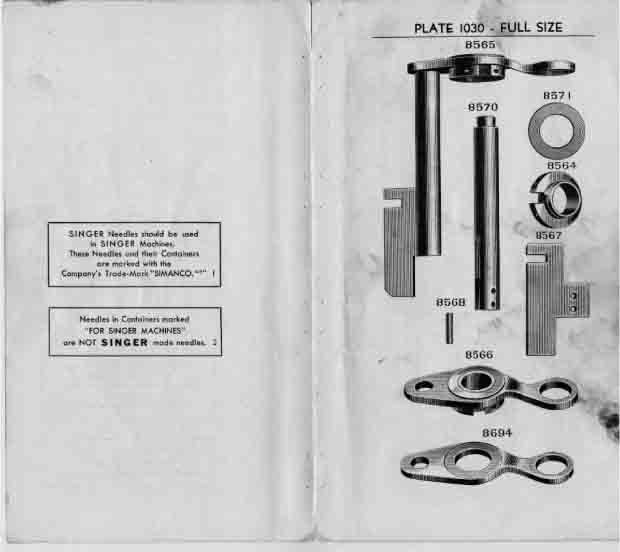 SINGER Needles should be used
in SINGER Machines.
These Needles and their Containers
are marked with the
Company's Trade-Mark "SIMANCO." 1
Needles in Containers marked
"FOR SINGER MACHINES"
are NOT SINGER made needles. 2
PLATE 1030 - FULL SIZE
8565
8571
8570
8564
8567
8568
8566
8694